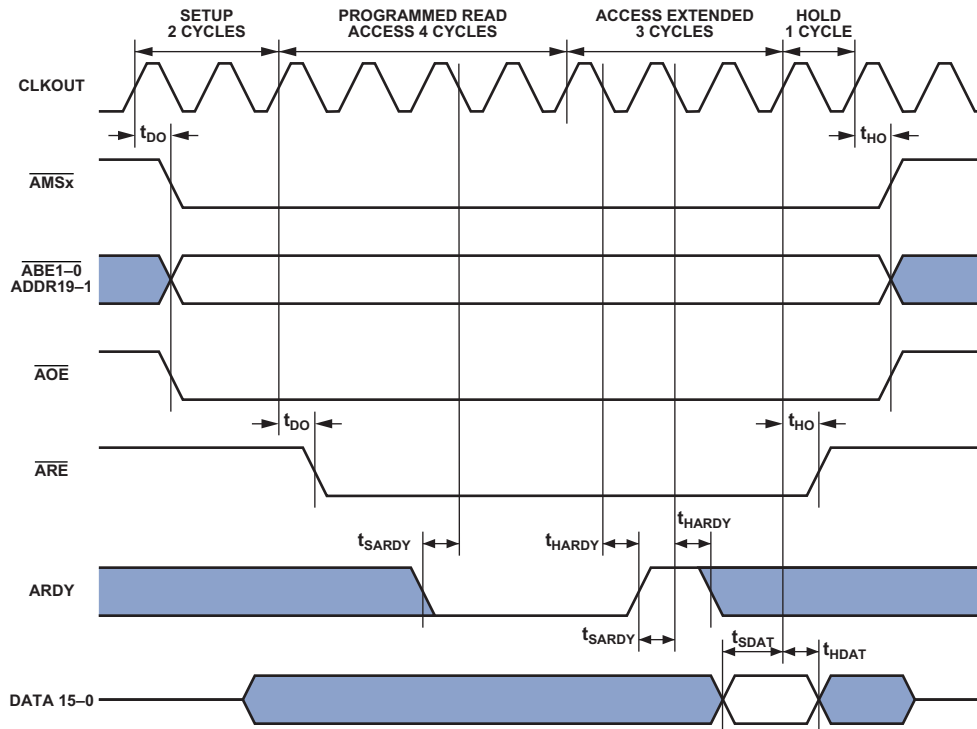 SETUP
2 CYCLES
PROGRAMMED READ
ACCESS 4 CYCLES
ACCESS EXTENDED
3 CYCLES
HOLD
1 CYCLE
CLKOUT
tDO
tHO
AMSx
ABE1–0
ADDR19–1
AOE
tDO
tHO
ARE
tSARDY
tHARDY
tHARDY
ARDY
tSARDY
tSDAT
tHDAT
DATA 15–0